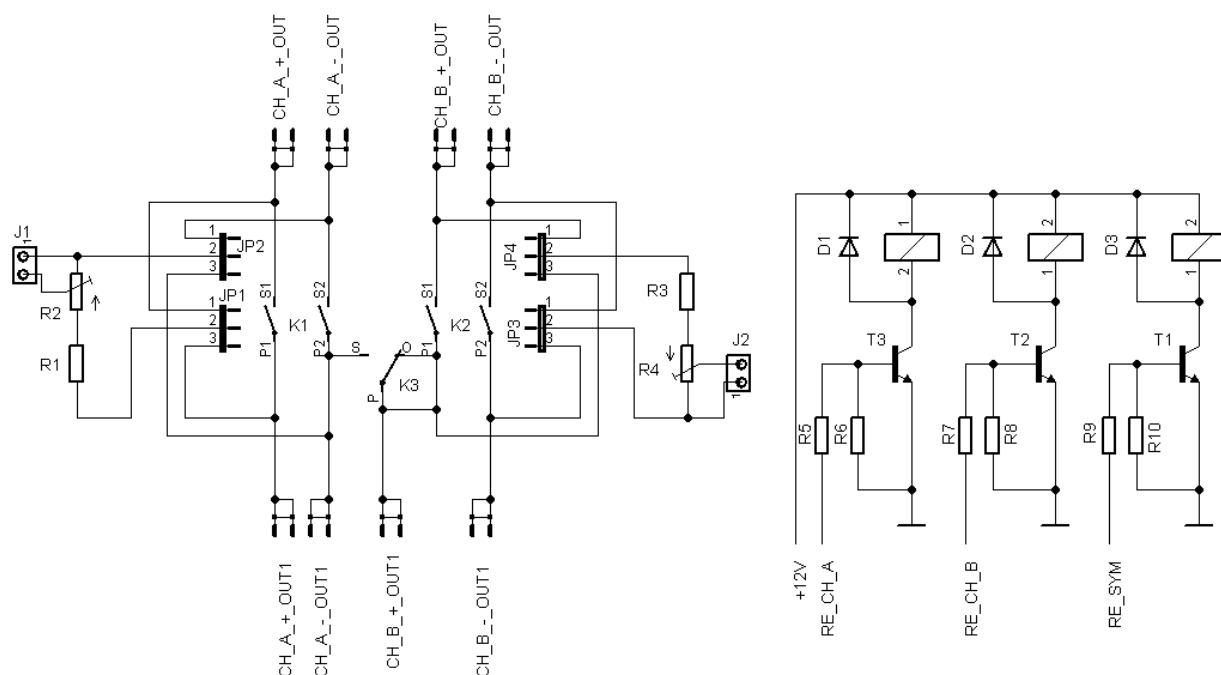 CH_A_+_OUT
CH_A_-_OUT
CH_B_+_OUT
CH_B_-_OUT
J1
1
R2
R1
1
2
3
JP2
JP1
1
2
3
S1
P1
K1
S2
P2
S
O
P
K3
S1
P1
K2
S2
P2
JP4
1
2
3
JP3
1
2
3
R3
R4
J2
1
CH_A_+_OUT1
CH_A_-_OUT1
CH_B_+_OUT1
CH_B_-_OUT1
D1
1
2
D2
2
1
D3
2
1
T3
T2
T1
R5
R6
R7
R8
R9
R10
+12V
RE_CH_A
RE_CH_B
RE_SYM